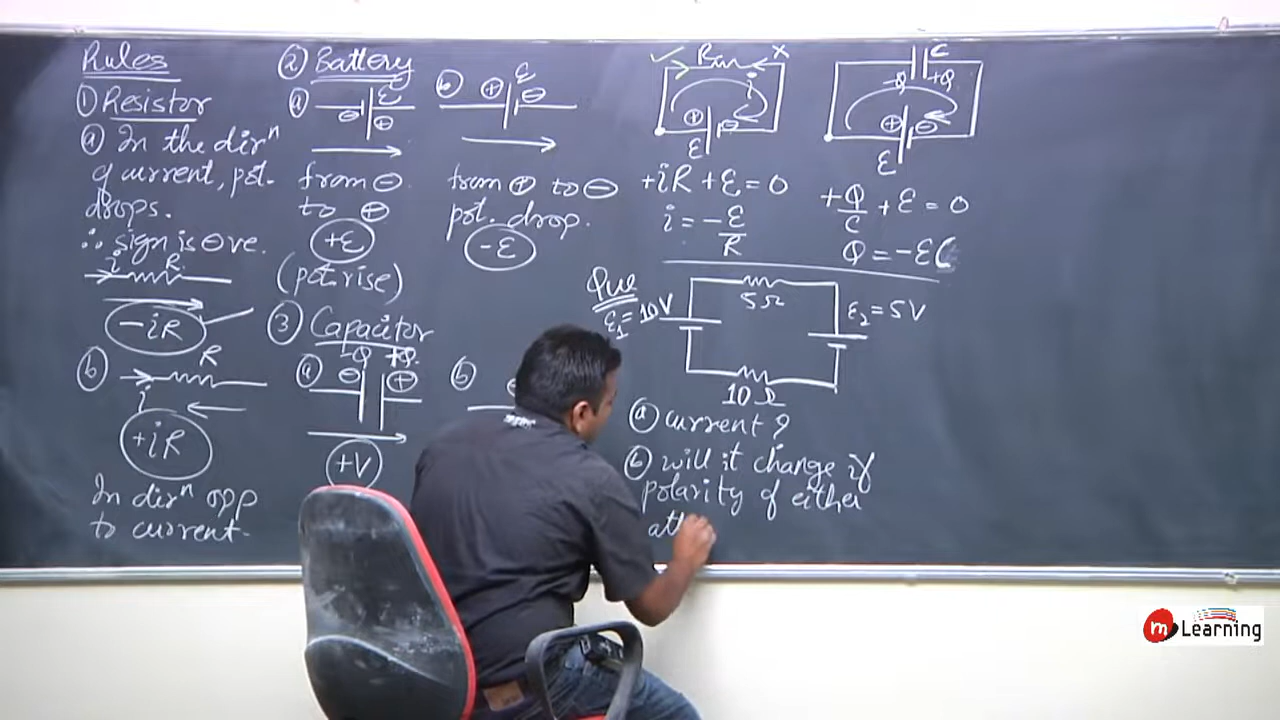 Rules
① Resistor
ⓐ In the dirⁿ
of current, pot.
drops.
∴ sign is ⊖ve.
i R
-iR
ⓑ R
i
+iR
In dirⁿ opp
to current.
② Battery
ⓐ ε
⊖ ⊕
from ⊖
to ⊕
+ε
(pot. rise)
ⓑ ε
⊕ ⊖
from ⊕ to ⊖
pot. drop.
-ε
③ Capacitor
-Q +Q
ⓐ ⊖ ⊕
+V
ⓑ
✓ R x
i
⊕ ⊖
ε
+iR + ε = 0
i = -ε/R
C
-Q +Q
⊕ ⊖
ε
+Q/C + ε = 0
Q = -εC
Que
ε₁ = 10V
5Ω
ε₂ = 5V
10Ω
ⓐ current?
ⓑ will it change if
polarity of either
m Learning